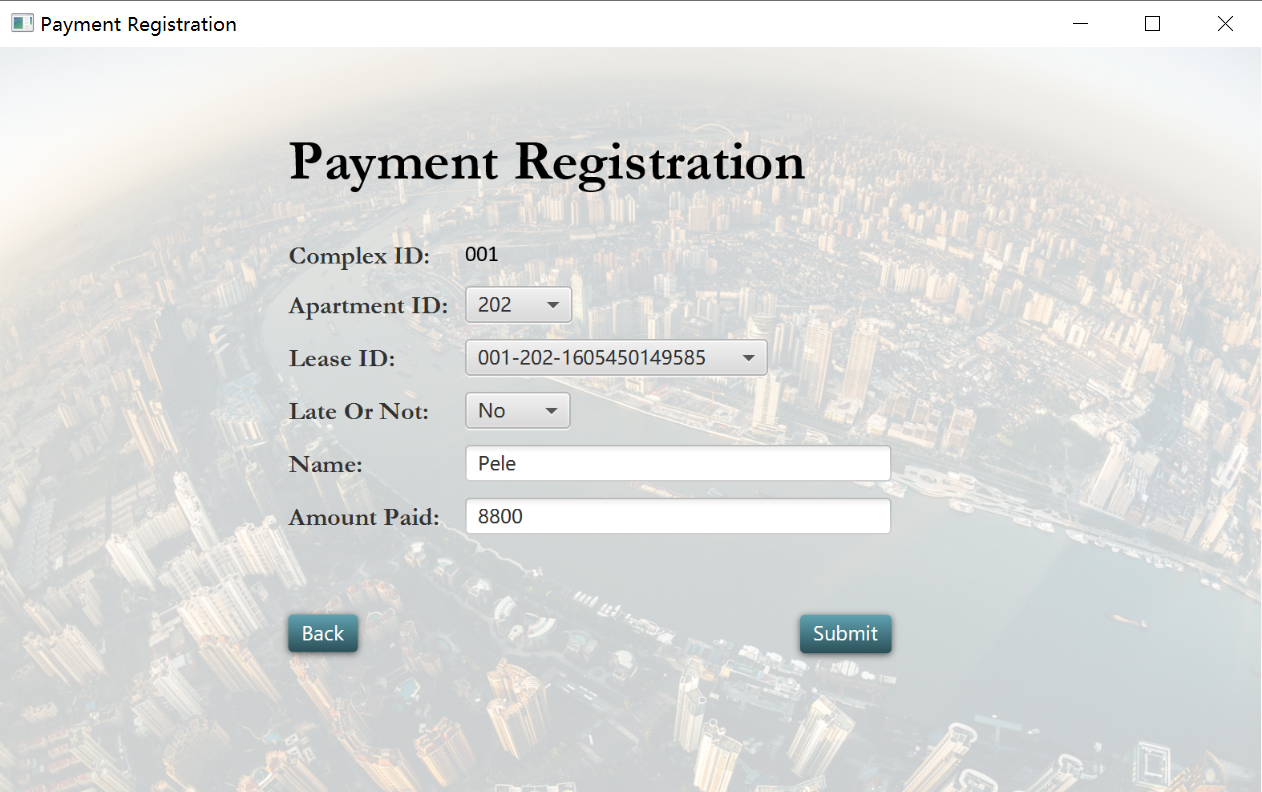 Payment Registration
Payment Registration
Complex ID: 001
Apartment ID: 202
Lease ID: 001-202-1605450149585
Late Or Not: No
Name: Pele
Amount Paid: 8800
Back Submit